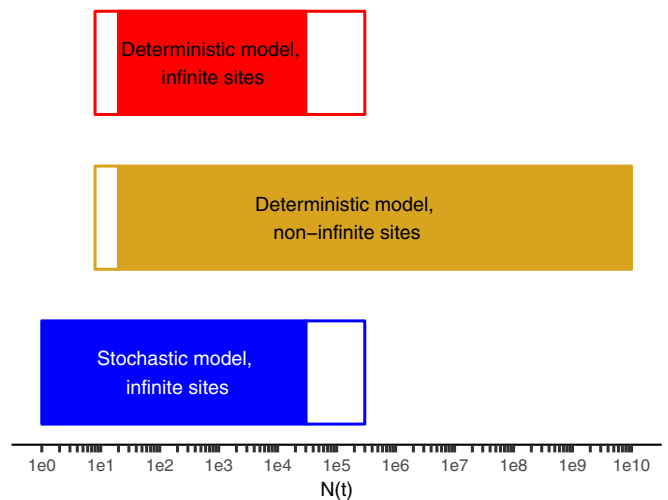 Deterministic model,
infinite sites
Deterministic model,
non−infinite sites
Stochastic model,
infinite sites
1e0 1e1 1e2 1e3 1e4 1e5 1e6 1e7 1e8 1e9 1e10
N(t)